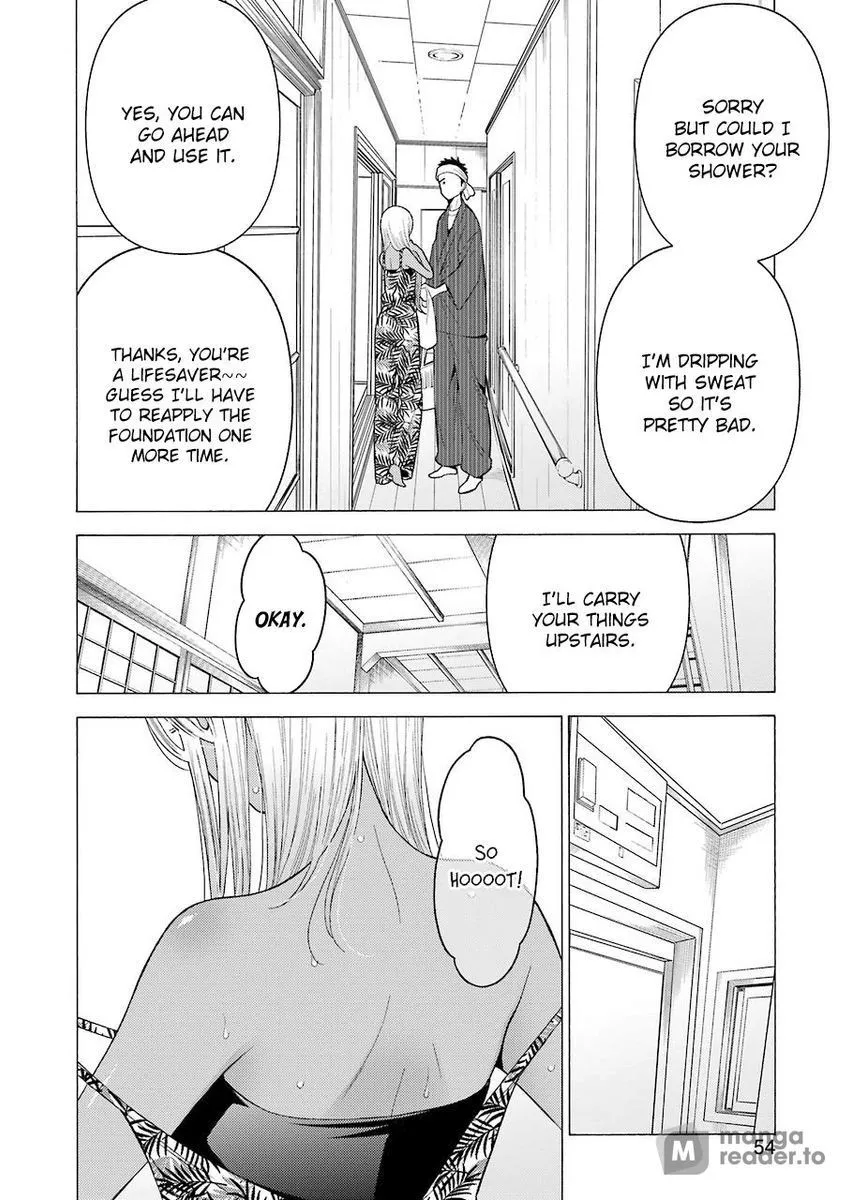 SORRY
BUT COULD I
BORROW YOUR
SHOWER?
I'M DRIPPING
WITH SWEAT
SO IT'S
PRETTY BAD.
YES, YOU CAN
GO AHEAD
AND USE IT.
THANKS, YOU'RE
A LIFESAVER~~
GUESS I'LL HAVE
TO REAPPLY THE
FOUNDATION ONE
MORE TIME.
I'LL CARRY
YOUR THINGS
UPSTAIRS.
OKAY.
SO
HOOOOT!
54
M manga
reader.to